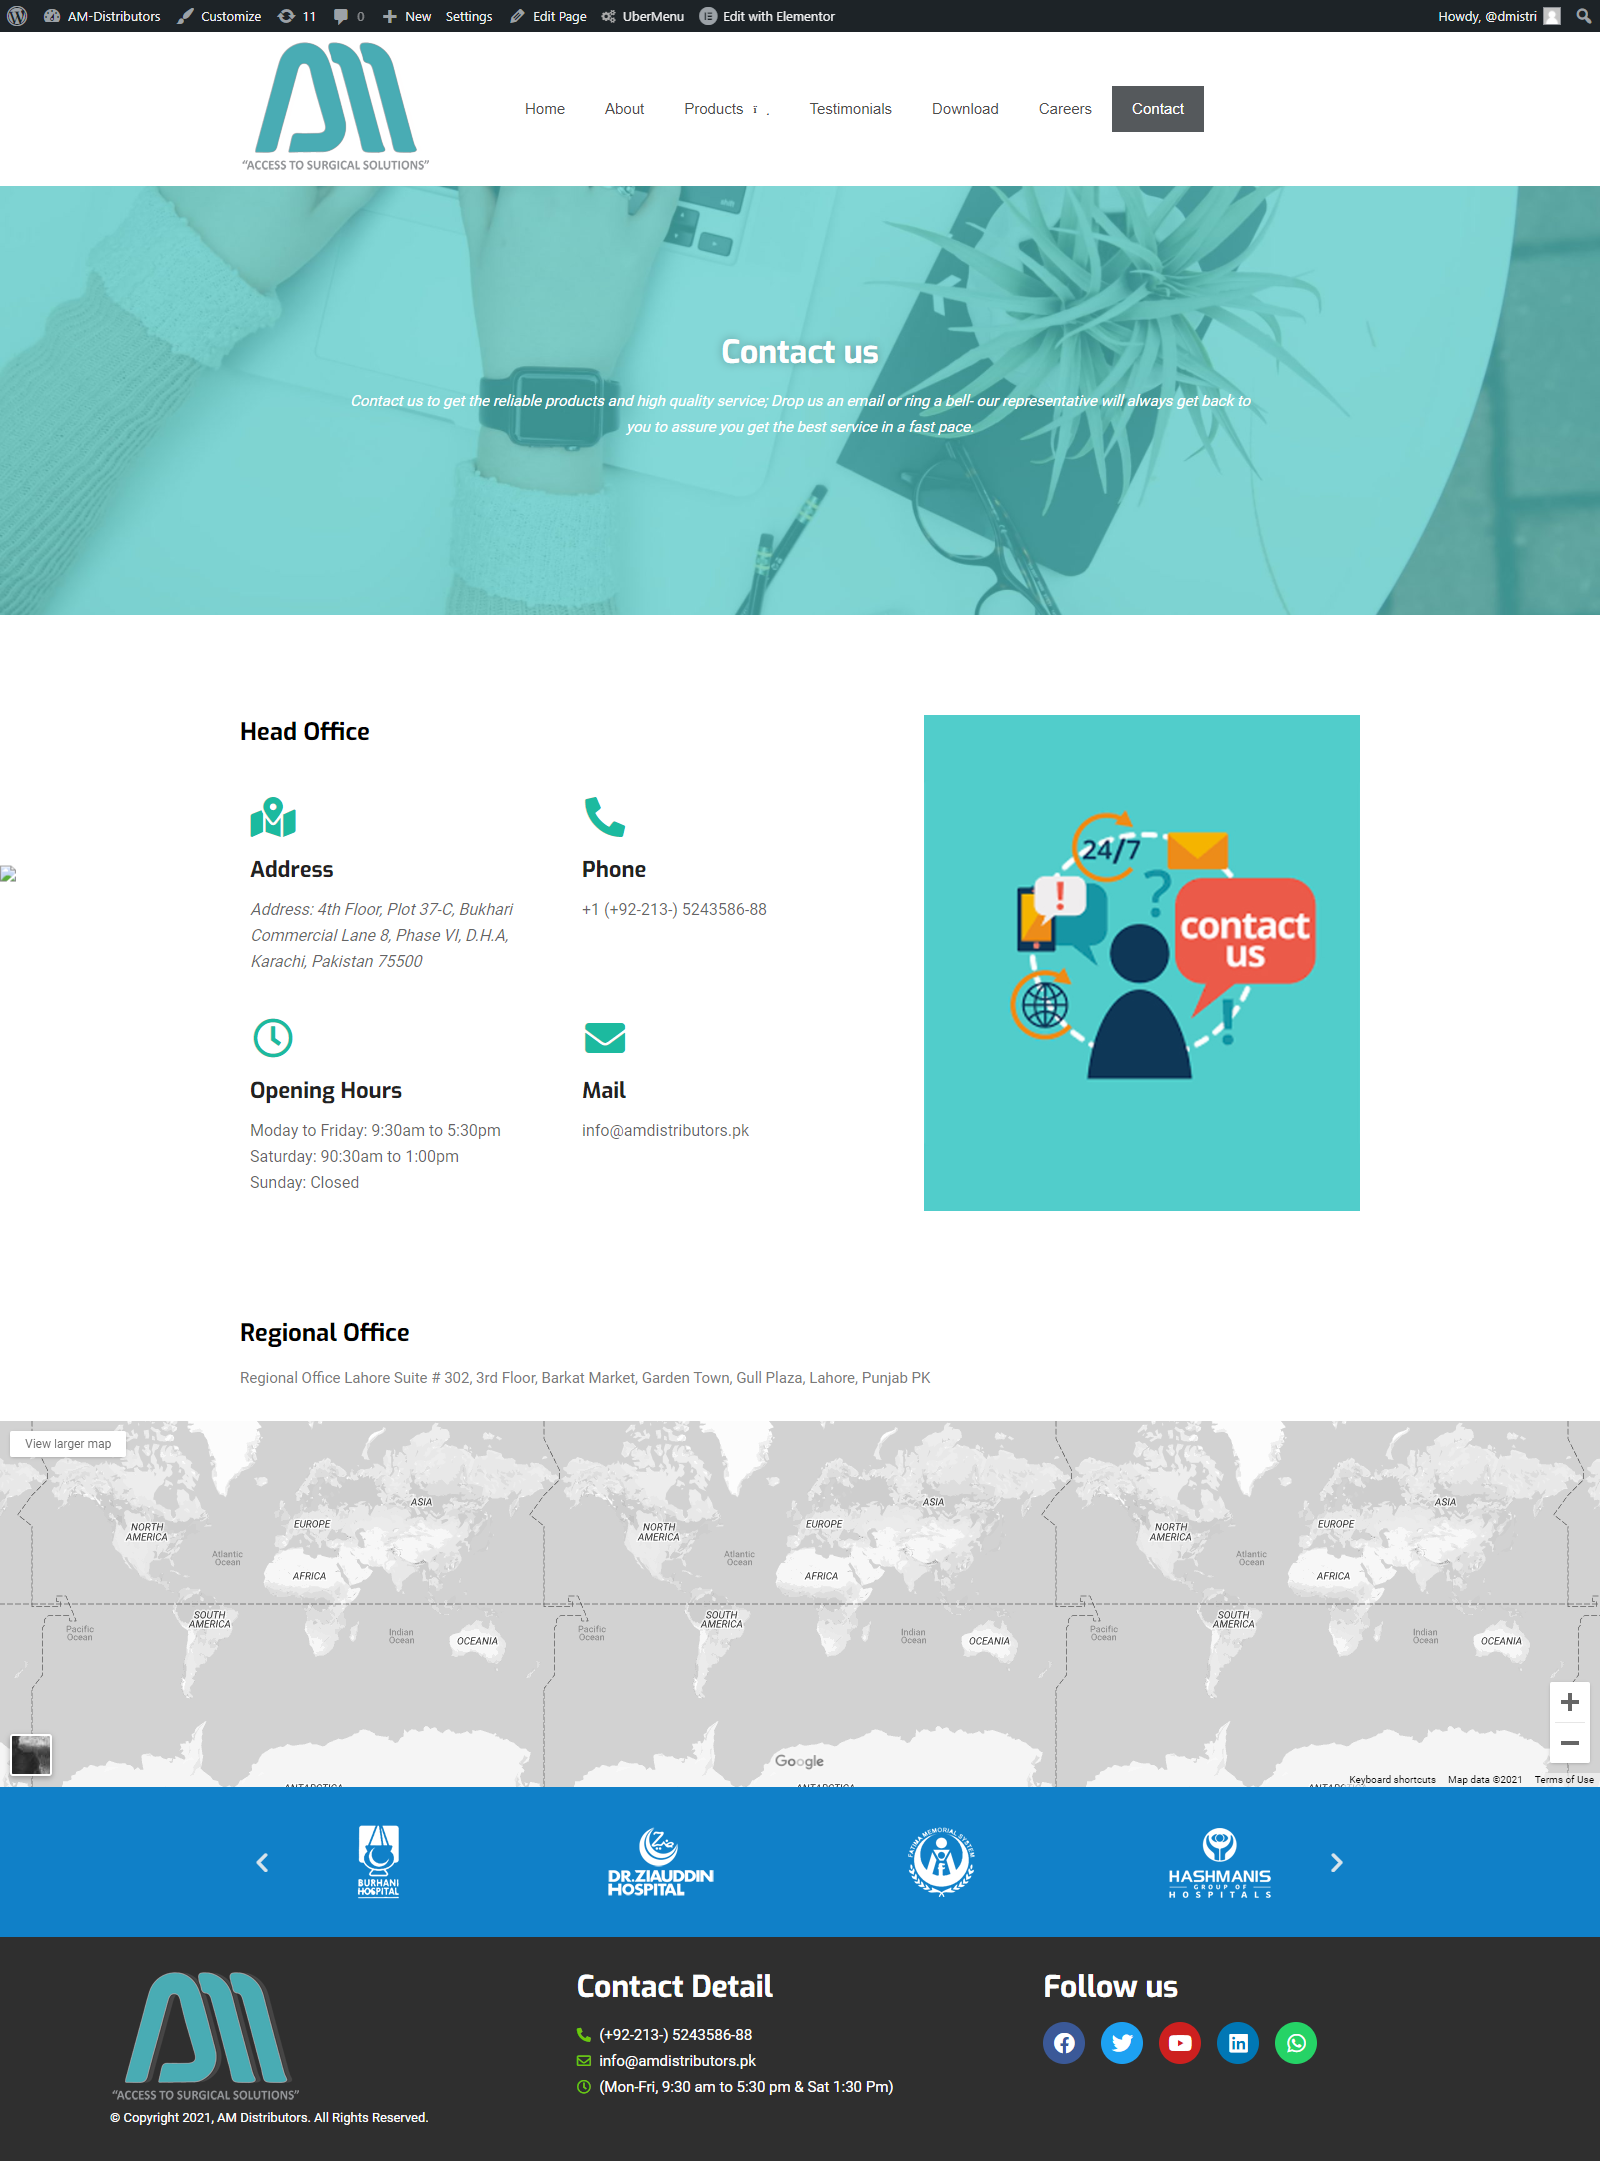 AM-Distributors Customize 11 0 New Settings Edit Page UberMenu Edit with Elementor Howdy, @dmistri
AM
“ACCESS TO SURGICAL SOLUTIONS”
Home About Products ï . Testimonials Download Careers Contact
Contact us
Contact us to get the reliable products and high quality service; Drop us an email or ring a bell- our representative will always get back to
you to assure you get the best service in a fast pace.
Head Office
Address
Address: 4th Floor, Plot 37-C, Bukhari
Commercial Lane 8, Phase VI, D.H.A,
Karachi, Pakistan 75500
Phone
+1 (+92-213-) 5243586-88
Opening Hours
Moday to Friday: 9:30am to 5:30pm
Saturday: 90:30am to 1:00pm
Sunday: Closed
Mail
info@amdistributors.pk
24/7
contact
us
Regional Office
Regional Office Lahore Suite # 302, 3rd Floor, Barkat Market, Garden Town, Gull Plaza, Lahore, Punjab PK
View larger map
ASIA ASIA ASIA
EUROPE EUROPE EUROPE
NORTH
AMERICA
NORTH
AMERICA
NORTH
AMERICA
Atlantic
Ocean
Atlantic
Ocean
Atlantic
Ocean
AFRICA AFRICA AFRICA
SOUTH
AMERICA
SOUTH
AMERICA
SOUTH
AMERICA
Pacific
Ocean
Pacific
Ocean
Pacific
Ocean
Indian
Ocean
Indian
Ocean
Indian
Ocean
OCEANIA OCEANIA OCEANIA
Google
ANTARCTICA ANTARCTICA
Keyboard shortcuts Map data ©2021 Terms of Use
BURHANI
HOSPITAL
DR.ZIAUDDIN
HOSPITAL
FATIMA MEMORIAL SYSTEM
HASHMANIS
GROUP OF
HOSPITALS
AM
“ACCESS TO SURGICAL SOLUTIONS”
© Copyright 2021, AM Distributors. All Rights Reserved.
Contact Detail
(+92-213-) 5243586-88
info@amdistributors.pk
(Mon-Fri, 9:30 am to 5:30 pm & Sat 1:30 Pm)
Follow us